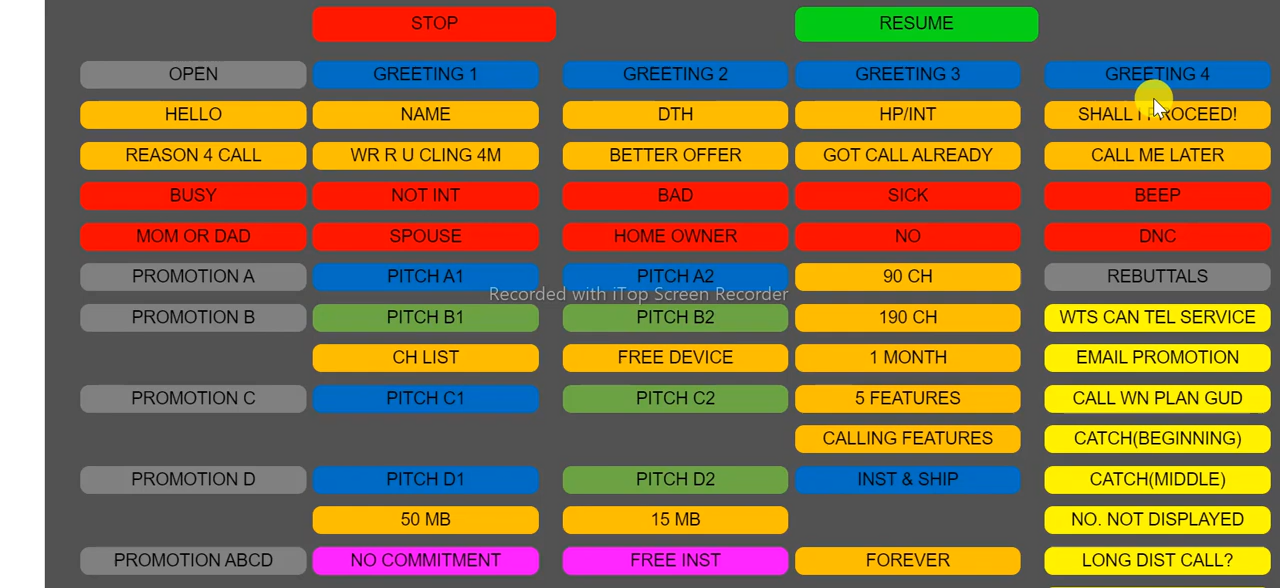 STOP RESUME
OPEN GREETING 1 GREETING 2 GREETING 3 GREETING 4
HELLO NAME DTH HP/INT SHALL I PROCEED!
REASON 4 CALL WR R U CLING 4M BETTER OFFER GOT CALL ALREADY CALL ME LATER
BUSY NOT INT BAD SICK BEEP
MOM OR DAD SPOUSE HOME OWNER NO DNC
PROMOTION A PITCH A1 PITCH A2 90 CH REBUTTALS
Recorded with iTop Screen Recorder
PROMOTION B PITCH B1 PITCH B2 190 CH WTS CAN TEL SERVICE
CH LIST FREE DEVICE 1 MONTH EMAIL PROMOTION
PROMOTION C PITCH C1 PITCH C2 5 FEATURES CALL WN PLAN GUD
CALLING FEATURES CATCH(BEGINNING)
PROMOTION D PITCH D1 PITCH D2 INST & SHIP CATCH(MIDDLE)
50 MB 15 MB NO. NOT DISPLAYED
PROMOTION ABCD NO COMMITMENT FREE INST FOREVER LONG DIST CALL?